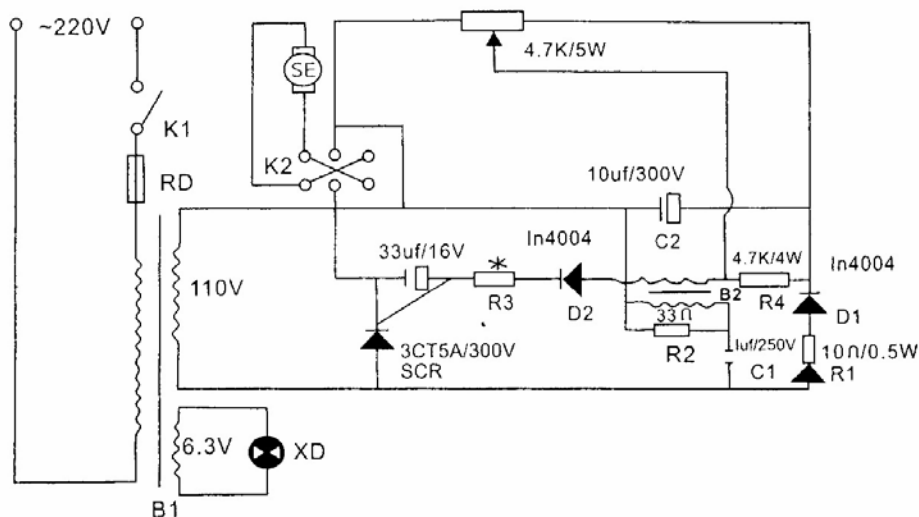 ~220V
4.7K/5W
SE
K1
K2
RD
10uf/300V
C2
33uf/16V
In4004
4.7K/4W
In4004
110V
*
R3
D2
B2
R4
D1
33Ω
3CT5A/300V
SCR
R2
1uf/250V
C1
10Ω/0.5W
R1
6.3V
XD
B1